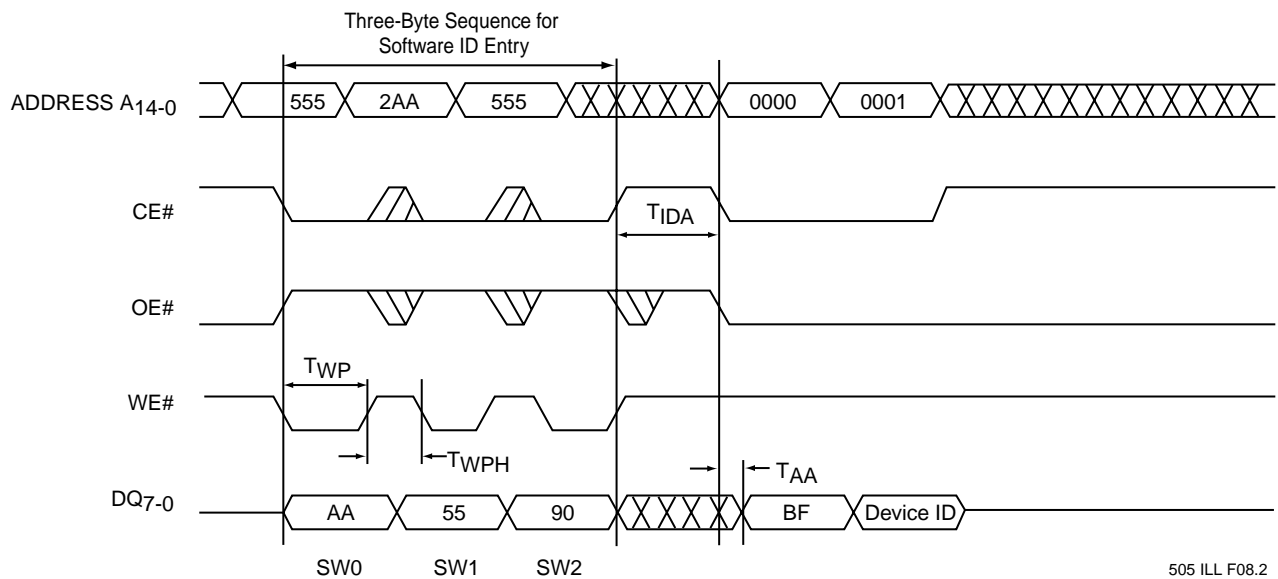 Three-Byte Sequence for
Software ID Entry
ADDRESS A14-0 555 2AA 555 0000 0001
CE# TIDA
OE#
TWP
WE#
TWPH
TAA
DQ7-0 AA 55 90 BF Device ID
SW0 SW1 SW2
505 ILL F08.2